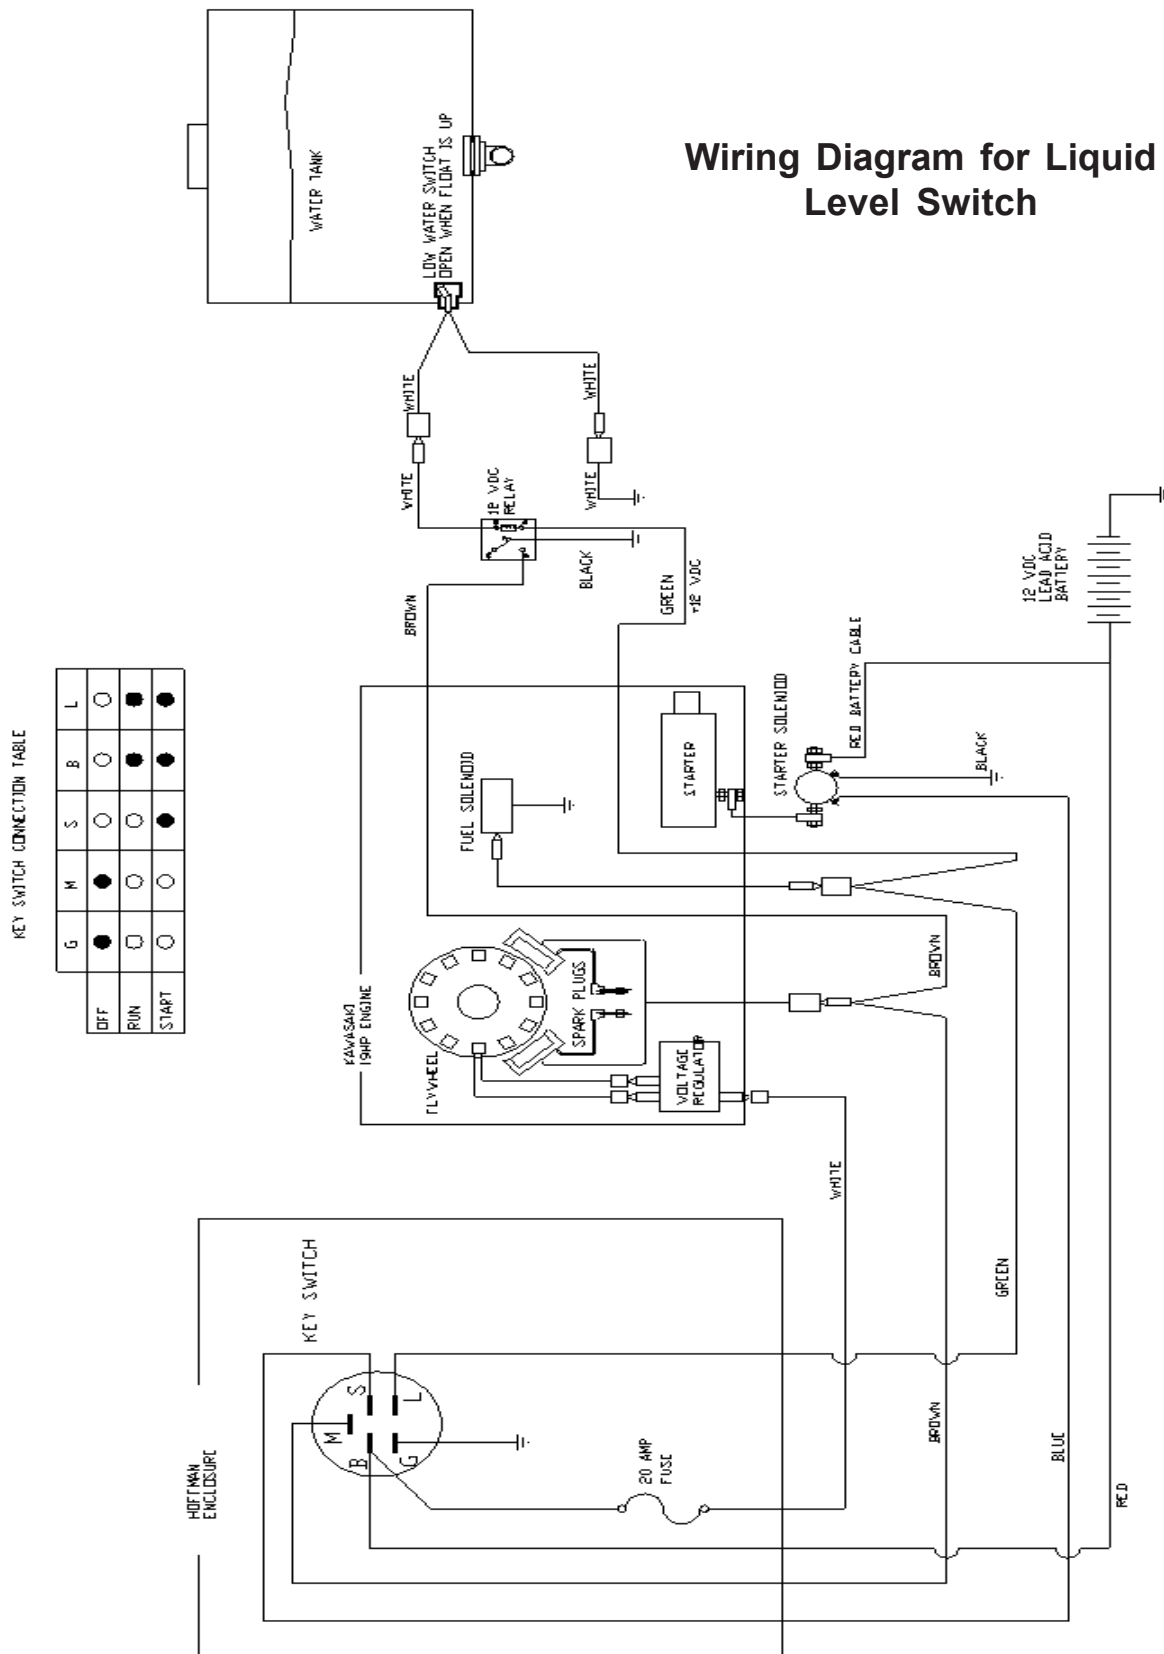 Wiring Diagram for Liquid
Level Switch
WATER TANK
LOW WATER SWITCH
OPEN WHEN FLOAT IS UP
WHITE
WHITE
WHITE
WHITE
12 VDC
RELAY
BLACK
BROWN
GREEN
+12 VDC
12 VDC
LEAD ACID
BATTERY
RED BATTERY CABLE
STARTER SOLENOID
BLACK
STARTER
FUEL SOLENOID
KEY SWITCH CONNECTION TABLE
G M S B L
OFF
RUN
START
KAWASAKI
19HP ENGINE
FLYWHEEL
SPARK PLUGS
VOLTAGE
REGULATOR
BROWN
WHITE
GREEN
KEY SWITCH
HOFFMAN
ENCLOSURE
M
S
B
L
G
20 AMP
FUSE
BROWN
BLUE
RED